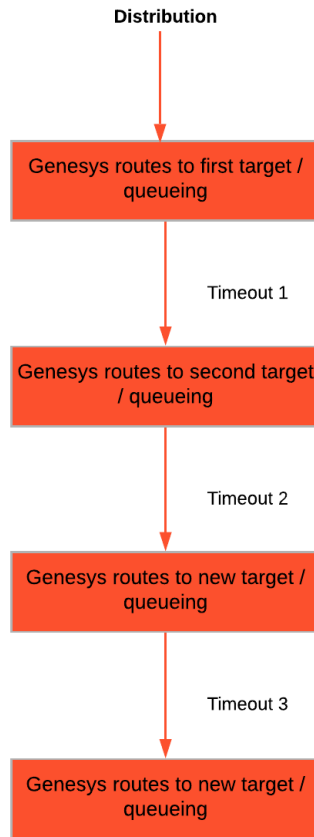 Distribution
Genesys routes to first target /
queueing
Timeout 1
Genesys routes to second target
/ queueing
Timeout 2
Genesys routes to new target /
queueing
Timeout 3
Genesys routes to new target /
queueing